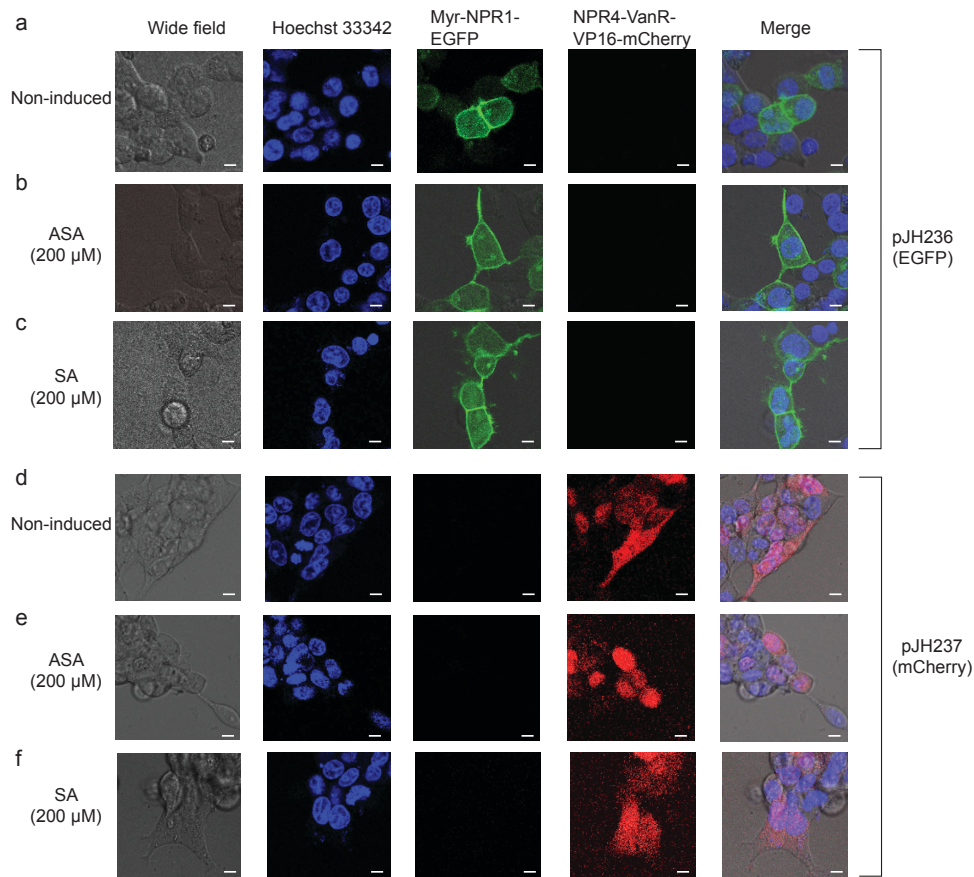 a
Wide field
Hoechst 33342
Myr-NPR1-
EGFP
NPR4-VanR-
VP16-mCherry
Merge
Non-induced
b
ASA
(200 µM)
c
SA
(200 µM)
pJH236
(EGFP)
d
Non-induced
e
ASA
(200 µM)
f
SA
(200 µM)
pJH237
(mCherry)